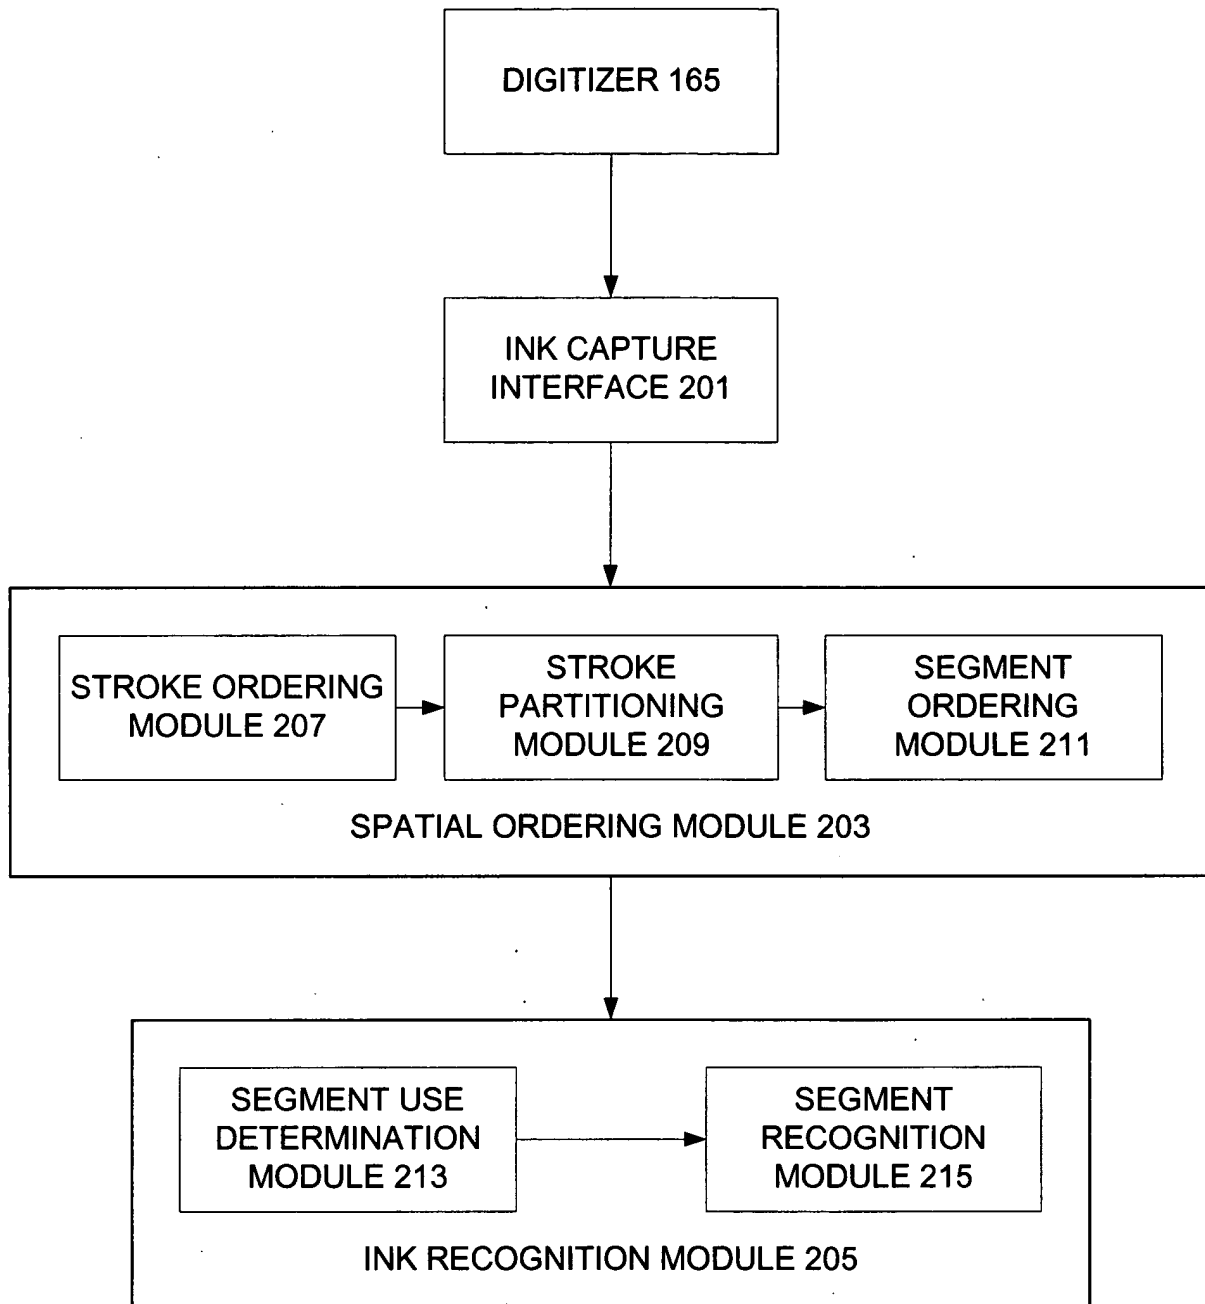 DIGITIZER 165
INK CAPTURE
INTERFACE 201
STROKE ORDERING
MODULE 207
STROKE
PARTITIONING
MODULE 209
SEGMENT
ORDERING
MODULE 211
SPATIAL ORDERING MODULE 203
SEGMENT USE
DETERMINATION
MODULE 213
SEGMENT
RECOGNITION
MODULE 215
INK RECOGNITION MODULE 205